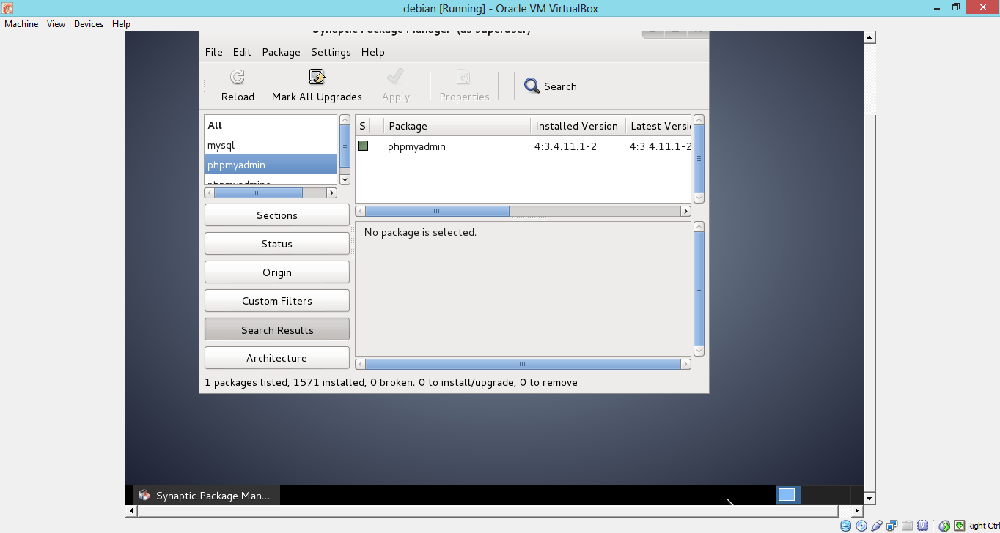 debian [Running] - Oracle VM VirtualBox
Machine View Devices Help
Synaptic Package Manager (as superuser)
File Edit Package Settings Help
Reload Mark All Upgrades Apply Properties Search
All
mysql
phpmyadmin
phpmyadmine
S Package Installed Version Latest Versi
phpmyadmin 4:3.4.11.1-2 4:3.4.11.1-2
No package is selected.
Sections
Status
Origin
Custom Filters
Search Results
Architecture
1 packages listed, 1571 installed, 0 broken. 0 to install/upgrade, 0 to remove
Synaptic Package Man...
Right Ctrl